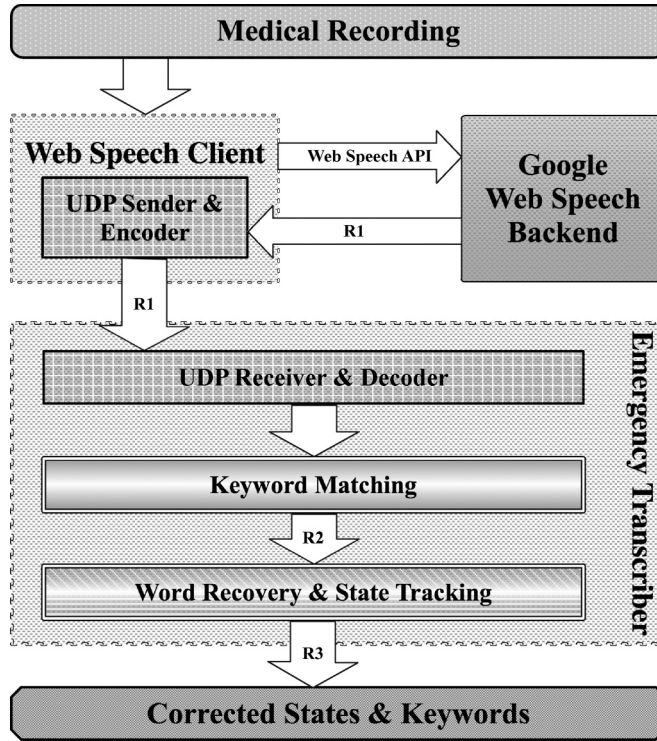 Medical Recording
Web Speech Client
Web Speech API
Google
Web Speech
Backend
UDP Sender &
Encoder
R1
R1
Emergency Transcriber
UDP Receiver & Decoder
Keyword Matching
R2
Word Recovery & State Tracking
R3
Corrected States & Keywords